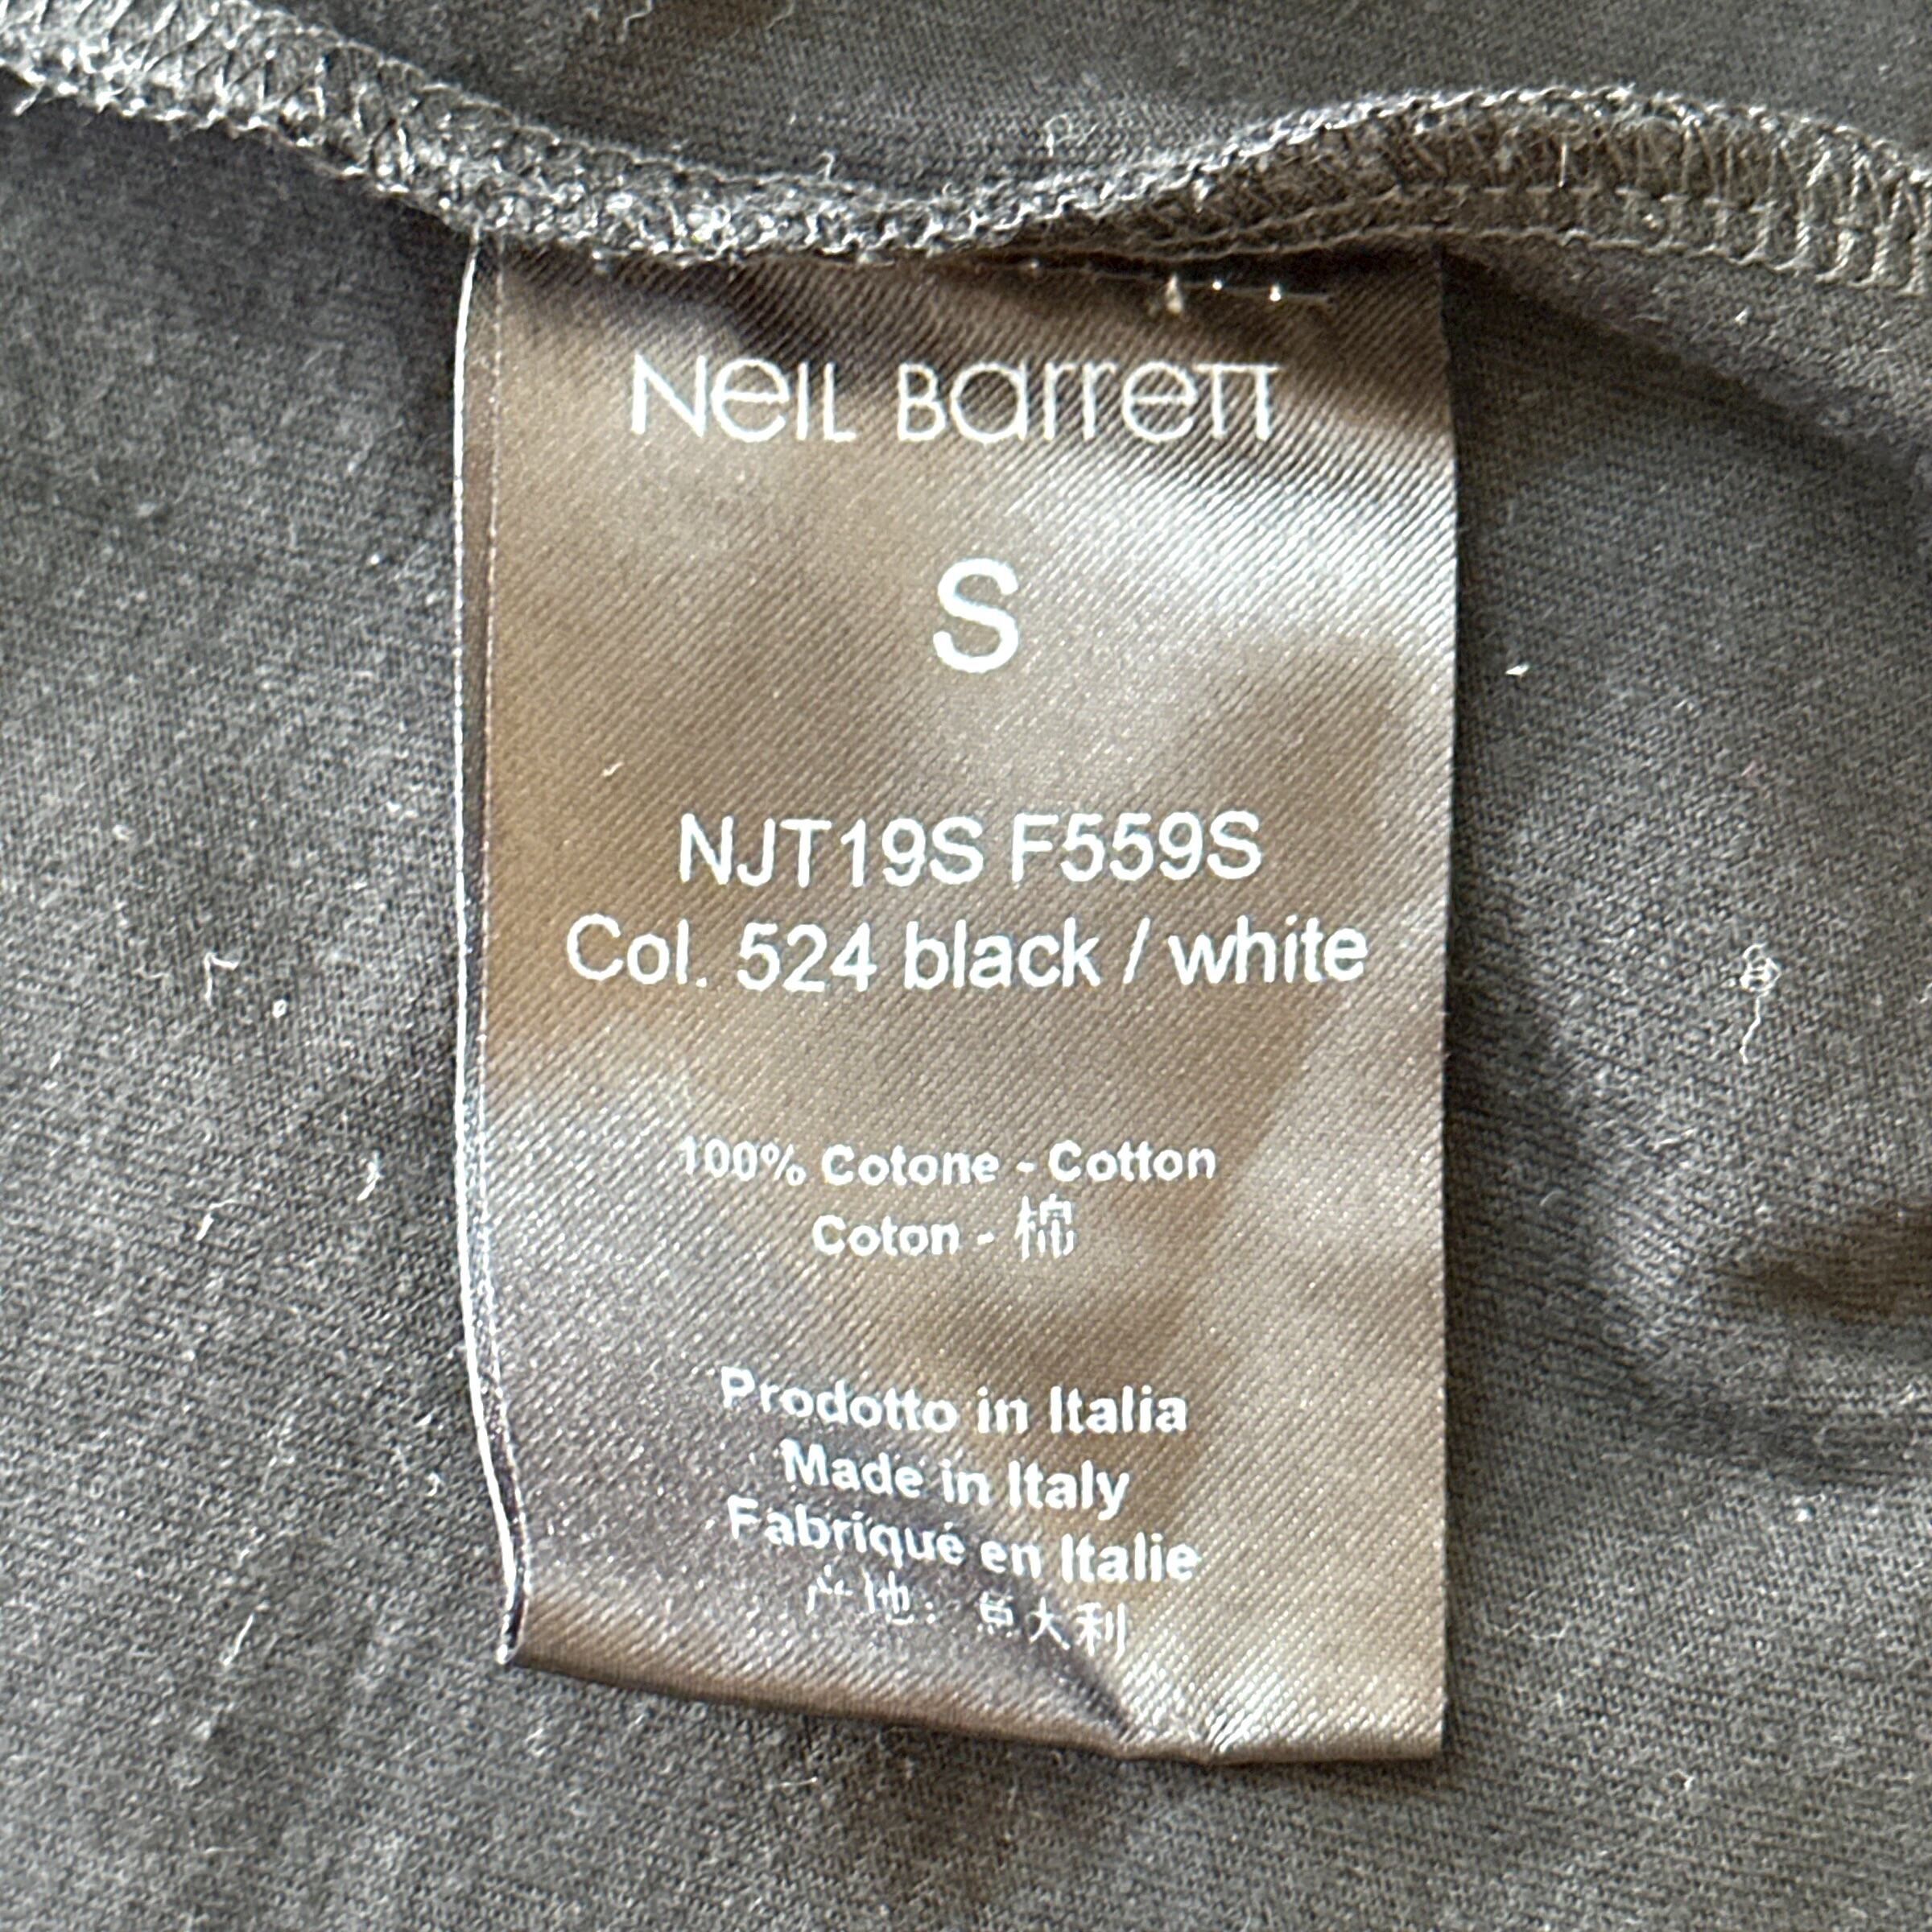 Neil Barrett
S
NJT19S F559S
Col. 524 black / white
100% Cotone - Cotton
Coton - 棉
Prodotto in Italia
Made in Italy
Fabriqué en Italie
产地: 意大利